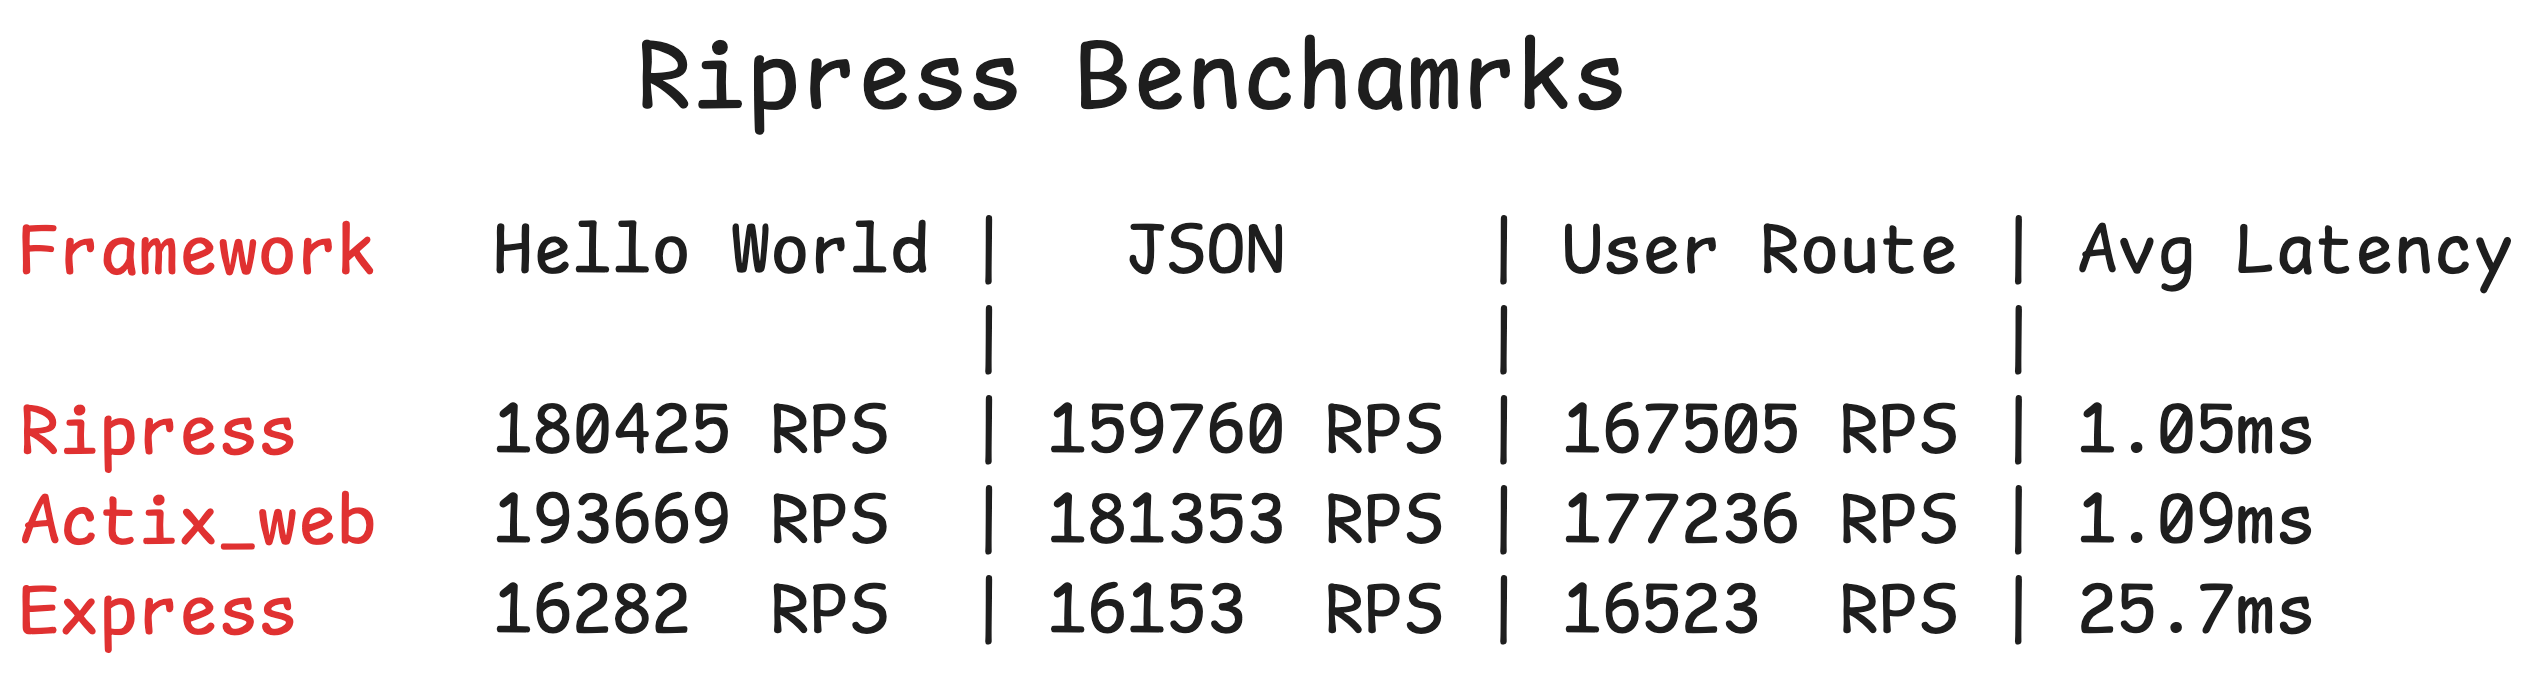 Ripress Benchamrks
Framework Hello World | JSON | User Route | Avg Latency
| | |
Ripress 180425 RPS | 159760 RPS | 167505 RPS | 1.05ms
Actix_web 193669 RPS | 181353 RPS | 177236 RPS | 1.09ms
Express 16282 RPS | 16153 RPS | 16523 RPS | 25.7ms